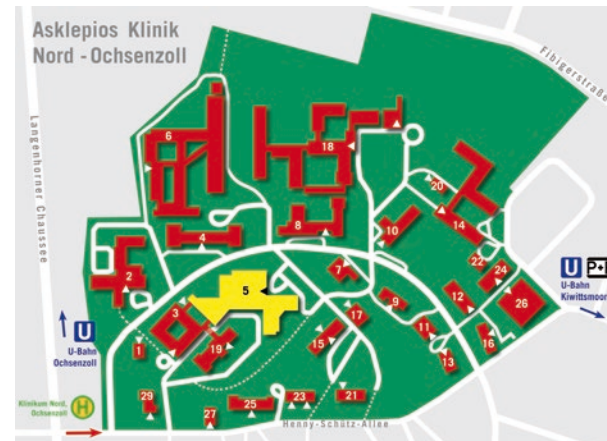 Asklepios Klinik
Nord - Ochsenzoll
Fibigerstraße
Langenhorner Chaussee
6
18
20
4
8
10
14
2
7
22
24
5
9
12
26
3
17
11
16
1
19
15
13
29
25
23
21
27
U
U-Bahn
Ochsenzoll
U P+
U-Bahn
Kiwittsmoor
Klinikum Nord,
Ochsenzoll
H
Henny-Schütz-Allee